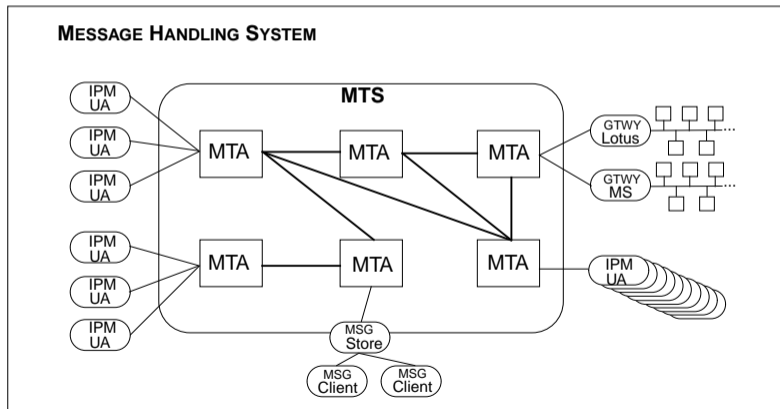 MESSAGE HANDLING SYSTEM
MTS
IPM
UA
IPM
UA
IPM
UA
MTA
MTA
MTA
GTWY
Lotus
GTWY
MS
IPM
UA
IPM
UA
IPM
UA
MTA
MTA
MTA
IPM
UA
MSG
Store
MSG
Client
MSG
Client